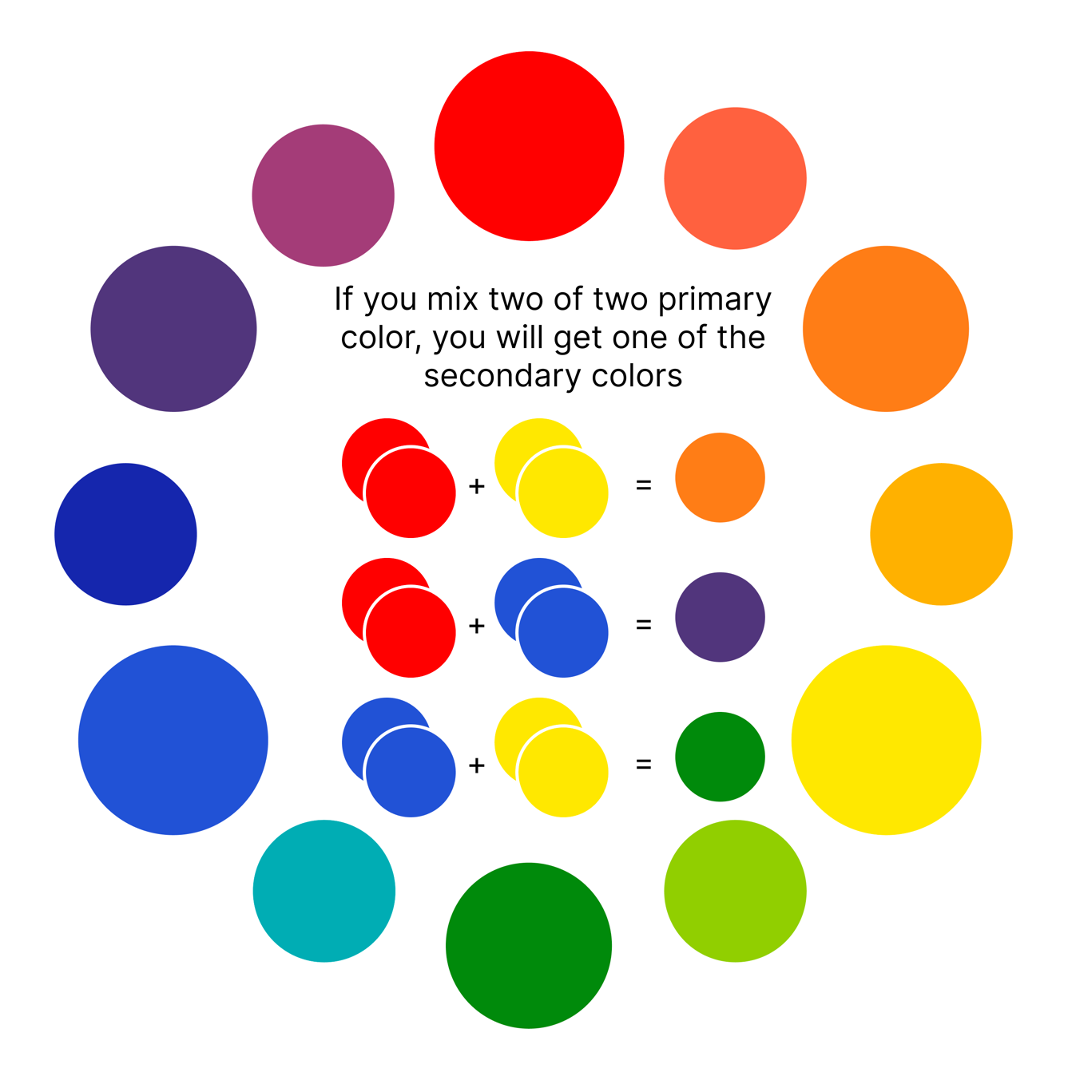 If you mix two of two primary
color, you will get one of the
secondary colors
+ =
+ =
+ =